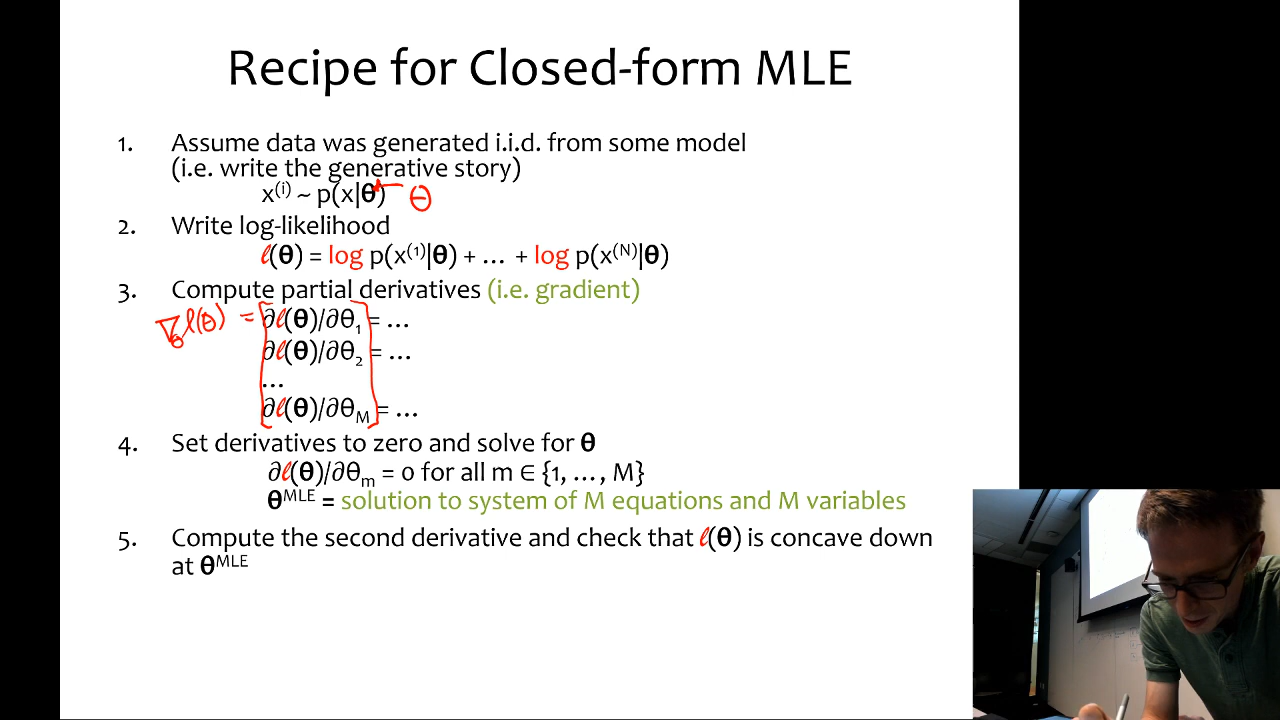 Recipe for Closed-form MLE
1. Assume data was generated i.i.d. from some model
(i.e. write the generative story)
x⁽ⁱ⁾ ~ p(x|θ) θ
2. Write log-likelihood
ℓ(θ) = log p(x⁽¹⁾|θ) + … + log p(x⁽ᴺ⁾|θ)
3. Compute partial derivatives (i.e. gradient)
∇θ ℓ(θ) = ∂ℓ(θ)/∂θ₁ = …
∂ℓ(θ)/∂θ₂ = …
…
∂ℓ(θ)/∂θM = …
4. Set derivatives to zero and solve for θ
∂ℓ(θ)/∂θm = 0 for all m ∈ {1, …, M}
θMLE = solution to system of M equations and M variables
5. Compute the second derivative and check that ℓ(θ) is concave down
at θMLE